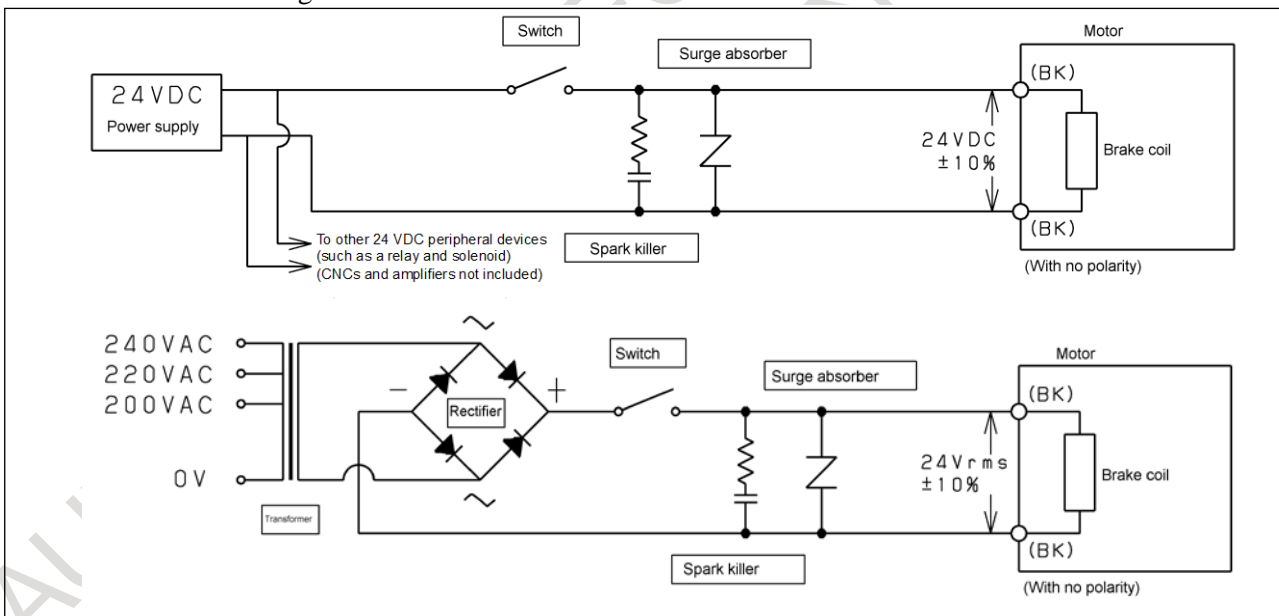 Switch
Surge absorber
Motor
24VDC
Power supply
(BK)
24VDC
±10%
Brake coil
(BK)
To other 24 VDC peripheral devices
(such as a relay and solenoid)
(CNCs and amplifiers not included)
Spark killer
(With no polarity)
240VAC
220VAC
200VAC
0V
Transformer
Rectifier
−
+
Switch
Surge absorber
Motor
(BK)
24Vrms
±10%
Brake coil
(BK)
Spark killer
(With no polarity)